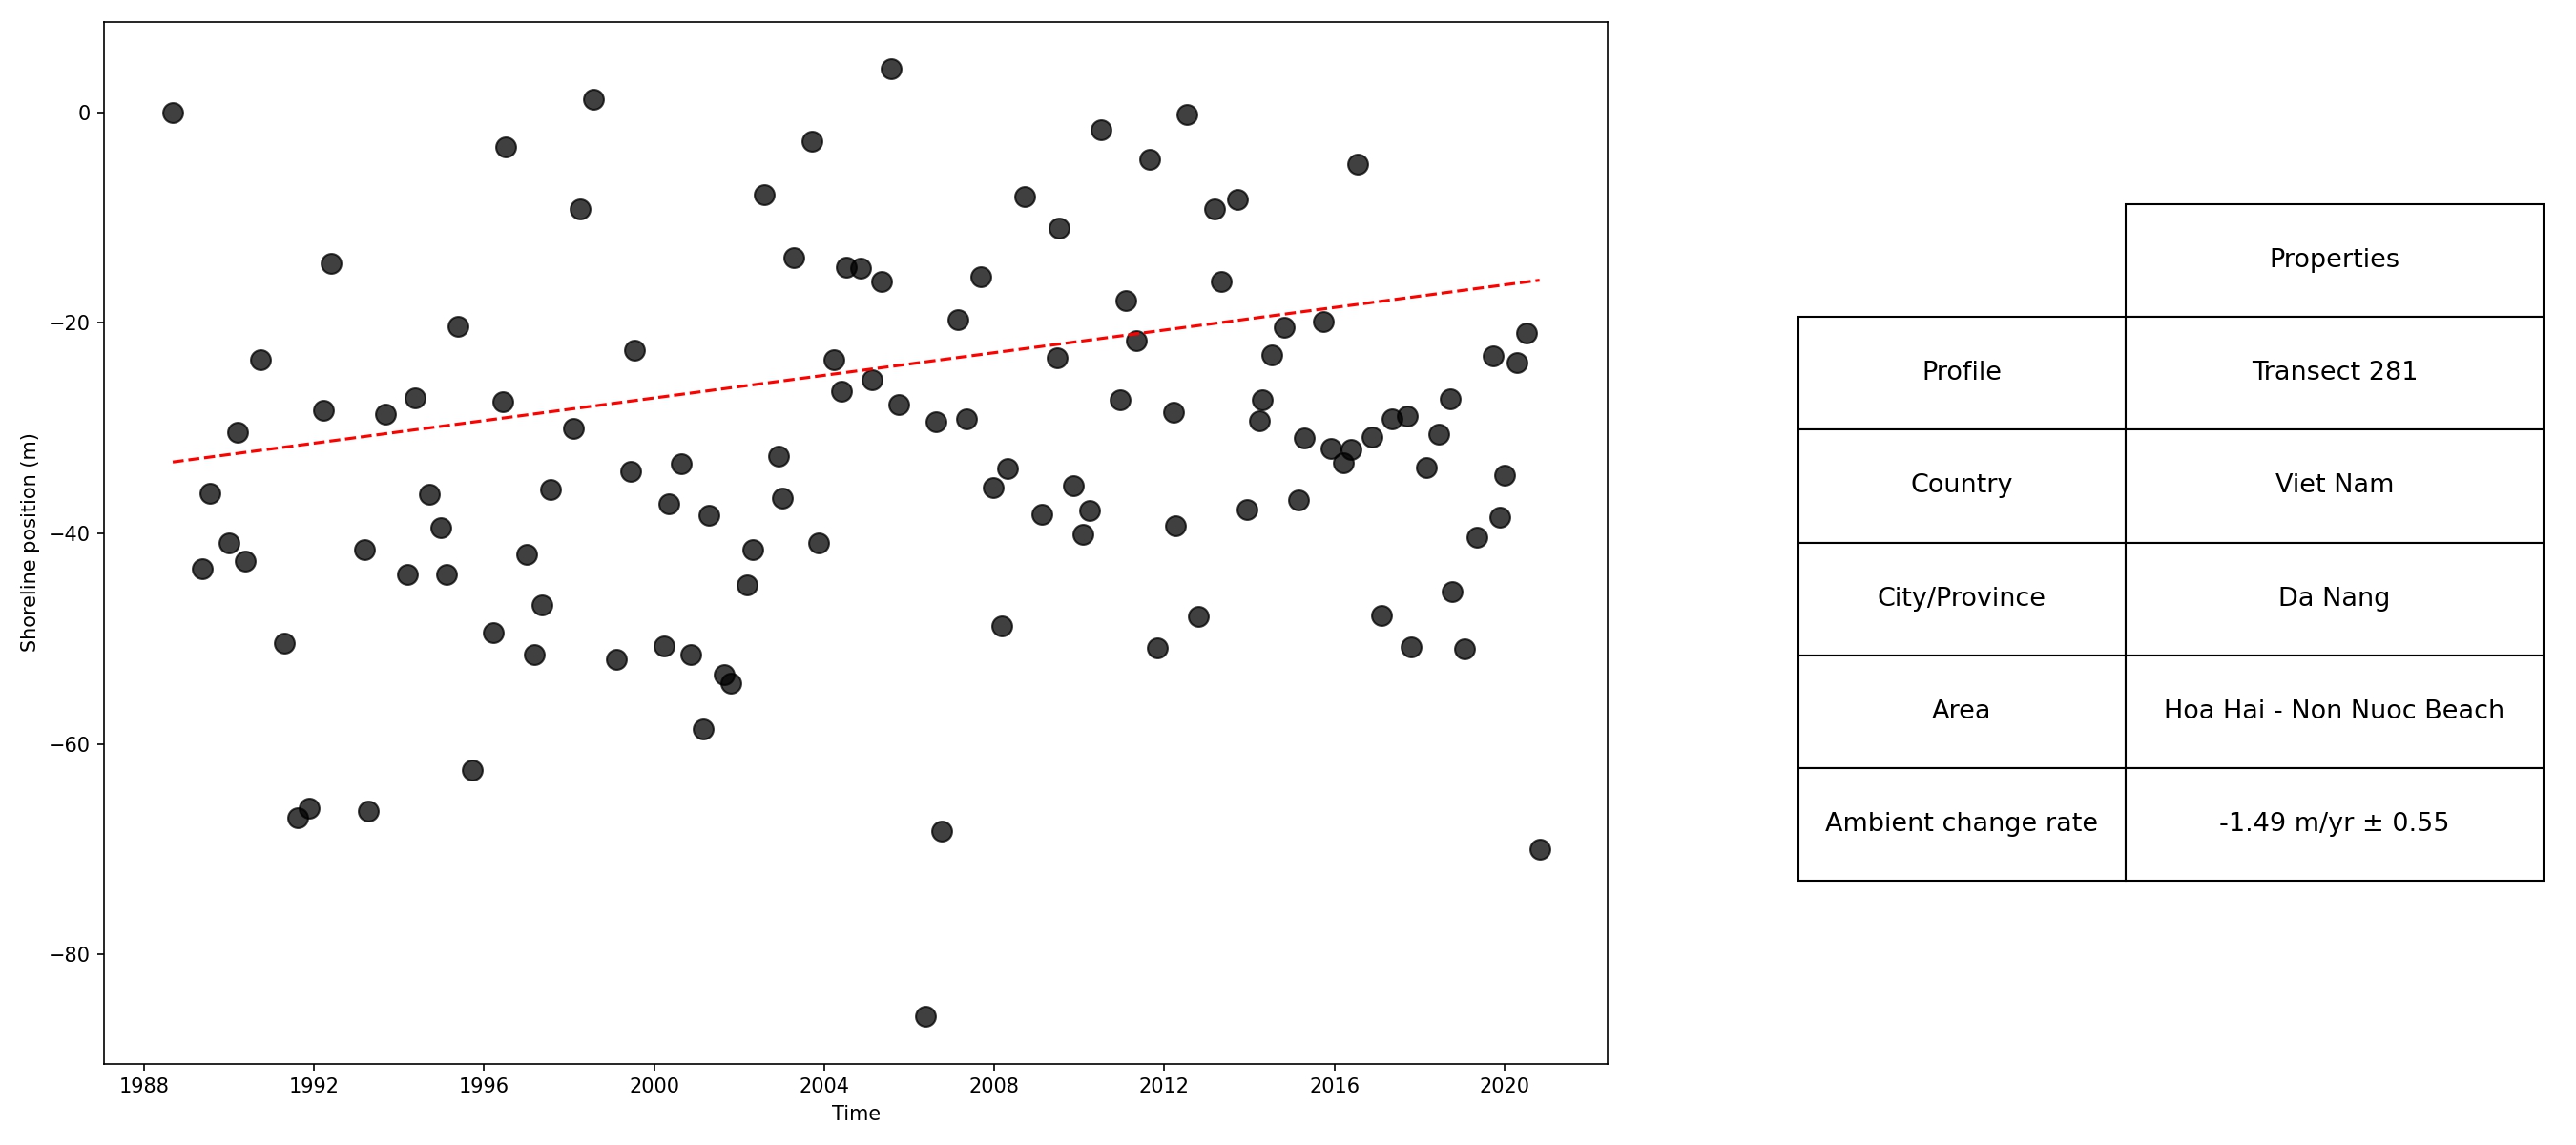 Shoreline position (m)
0
−20
−40
−60
−80
1988 1992 1996 2000 2004 2008 2012 2016 2020
Time
Properties
Profile Transect 281
Country Viet Nam
City/Province Da Nang
Area Hoa Hai - Non Nuoc Beach
Ambient change rate -1.49 m/yr ± 0.55